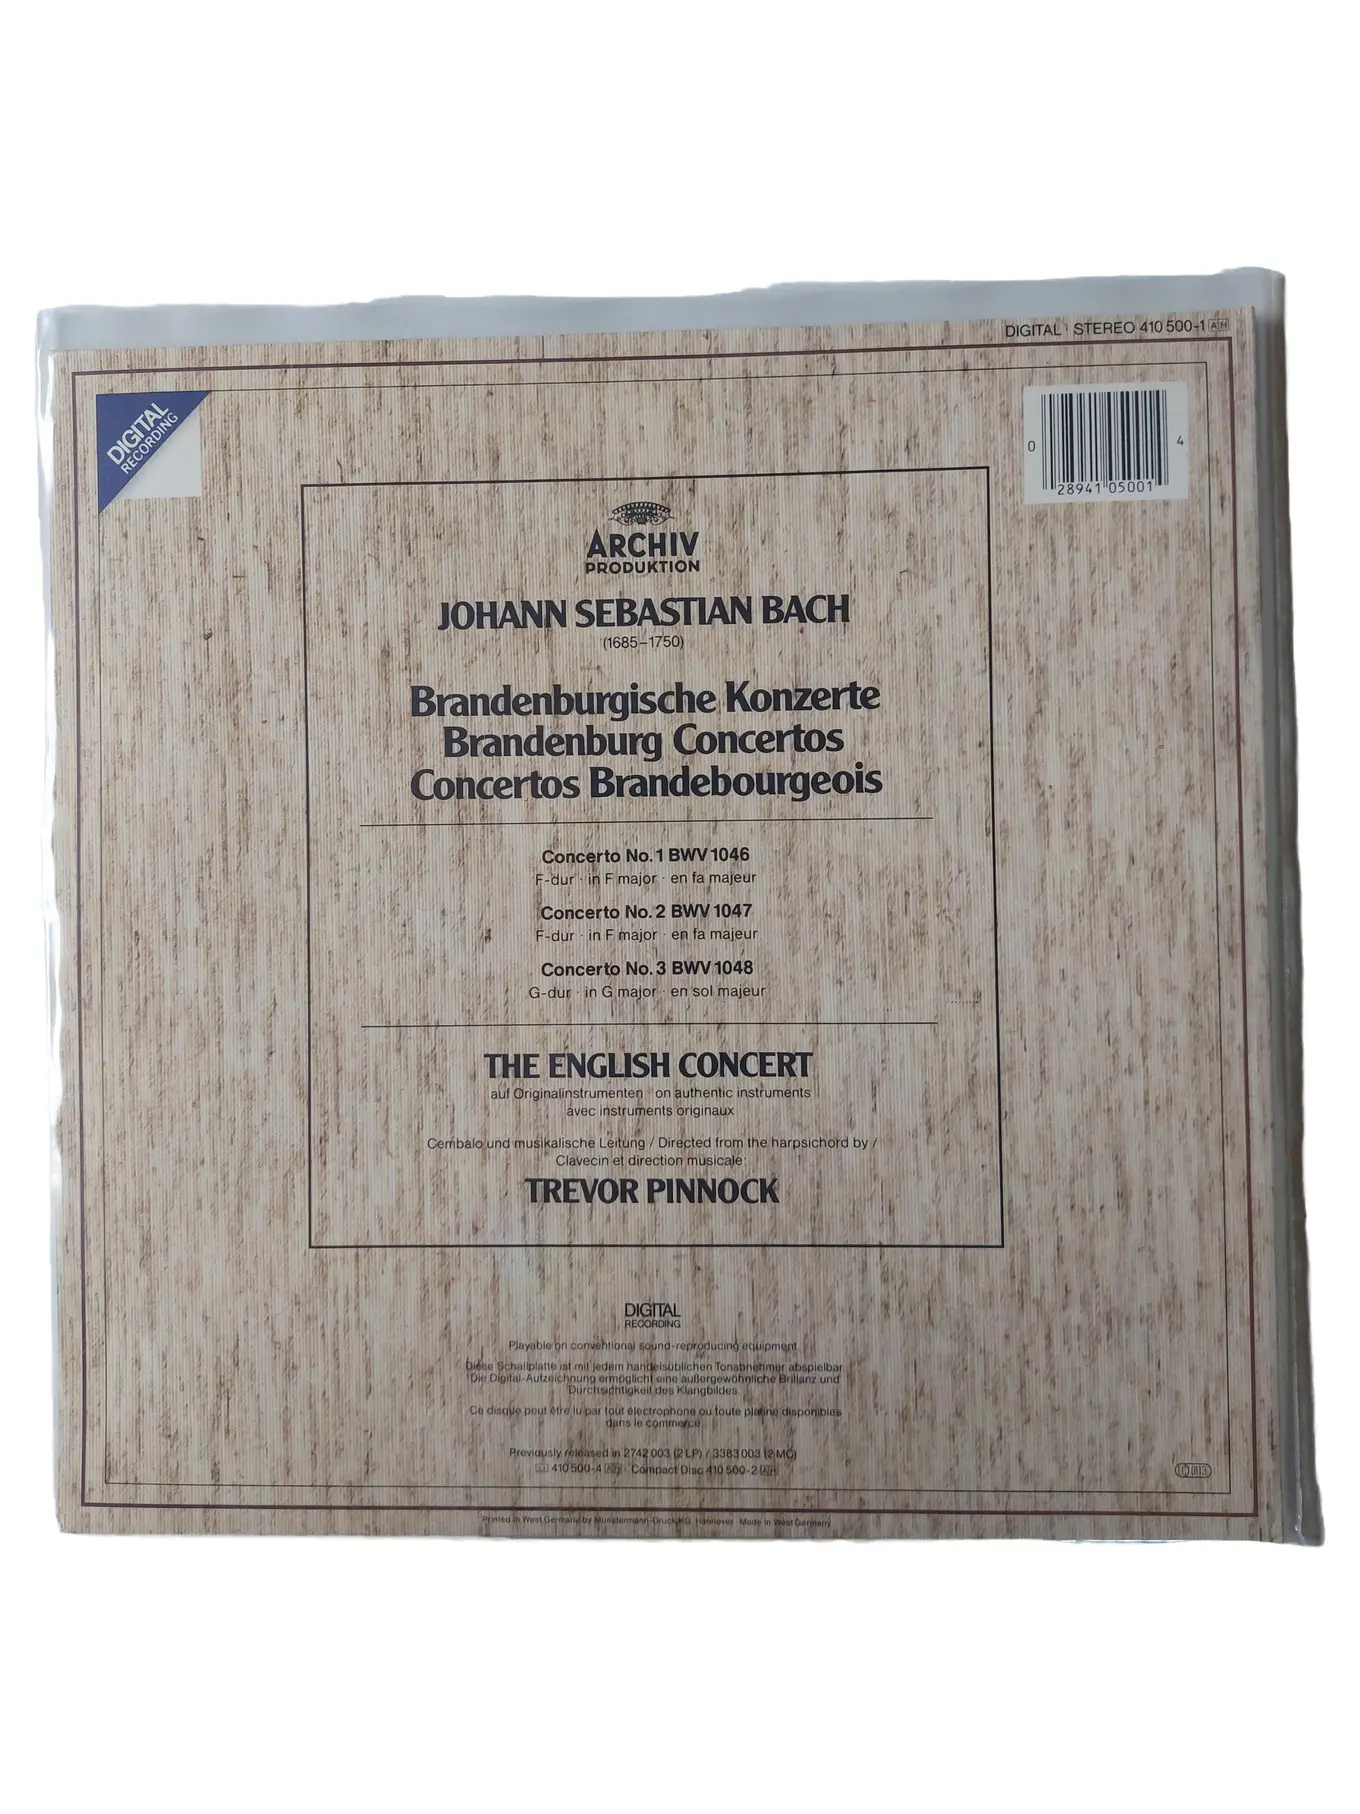 DIGITAL STEREO 410 500-1 AH
DIGITAL
RECORDING
0 28941 05001 4
ARCHIV
PRODUKTION
JOHANN SEBASTIAN BACH
(1685–1750)
Brandenburgische Konzerte
Brandenburg Concertos
Concertos Brandebourgeois
Concerto No. 1 BWV 1046
F-dur · in F major · en fa majeur
Concerto No. 2 BWV 1047
F-dur · in F major · en fa majeur
Concerto No. 3 BWV 1048
G-dur · in G major · en sol majeur
THE ENGLISH CONCERT
auf Originalinstrumenten · on authentic instruments
avec instruments originaux
Cembalo und musikalische Leitung / Directed from the harpsichord by /
Clavecin et direction musicale:
TREVOR PINNOCK
DIGITAL
RECORDING
Playable on conventional sound-reproducing equipment.
Diese Schallplatte ist mit jedem handelsüblichen Tonabnehmer abspielbar
Die Digital-Aufzeichnung ermöglicht eine außergewöhnliche Brillanz und
Durchsichtigkeit des Klangbildes.
Ce disque peut être lu par tout électrophone ou toute platine disponibles
dans le commerce.
Previously released in 2742 003 (2 LP) / 3383 003 (2 MC)
410 500-4 AH · Compact Disc 410 500-2 AH
LC 0113
Printed in West Germany by Münstermann-Druck KG, Hannover · Made in West Germany